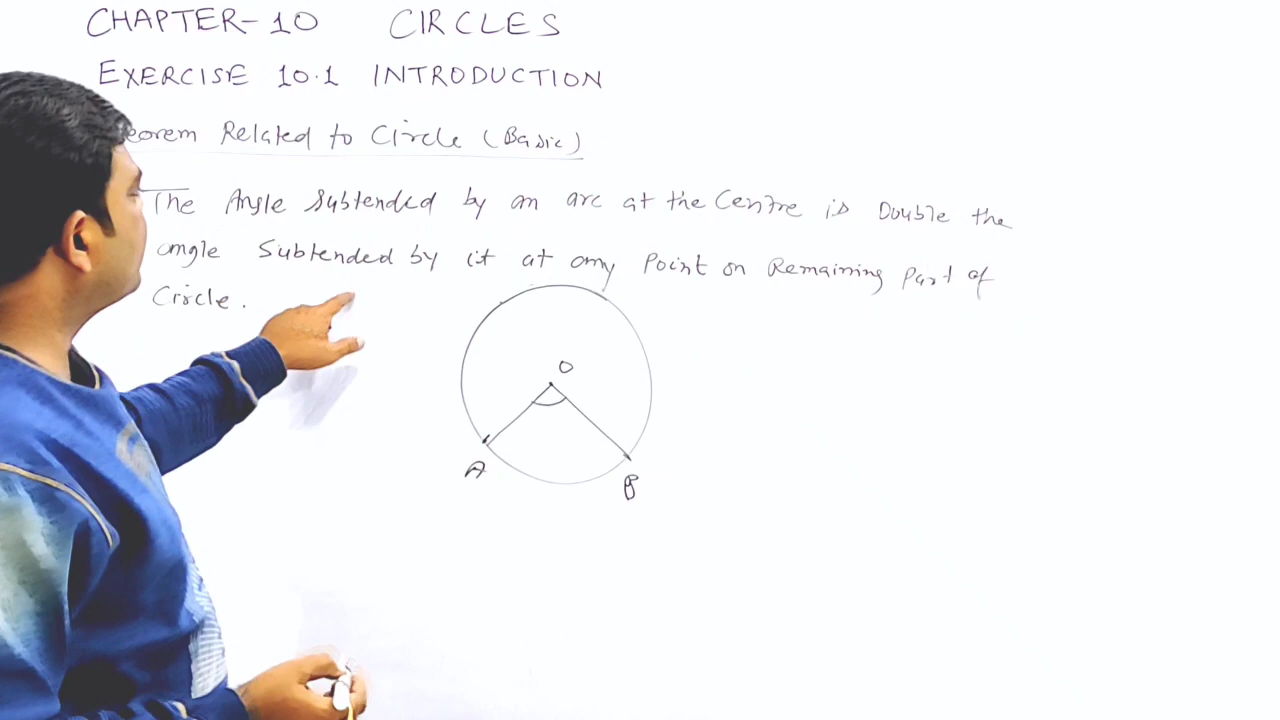 CHAPTER-10 CIRCLES
EXERCISE 10.1 INTRODUCTION
Related to Circle (Basic)
The Angle Subtended by an arc at the Centre is Double the
angle Subtended by it at any Point on Remaining Part of
Circle.
O
A
B